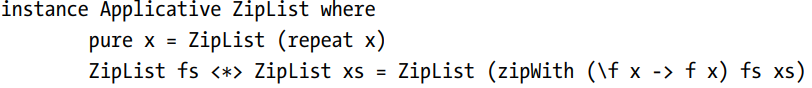 instance Applicative ZipList where
        pure x = ZipList (repeat x)
        ZipList fs <*> ZipList xs = ZipList (zipWith (\f x -> f x) fs xs)